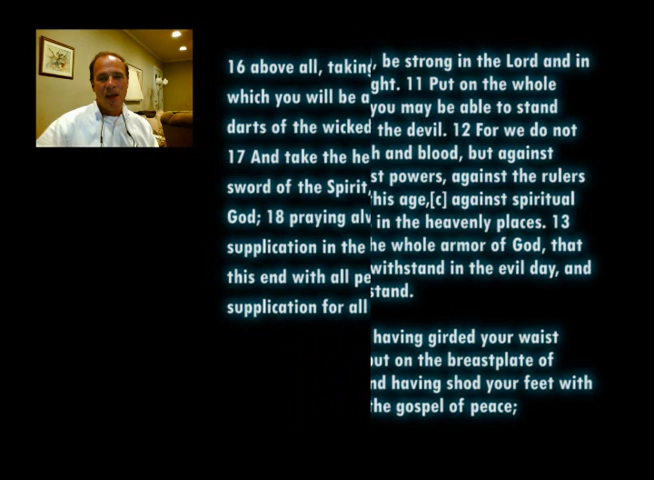 16 above all, taking
which you will be a
darts of the wicked
17 And take the he
sword of the Spirit,
God; 18 praying alw
supplication in the
this end with all pe
supplication for all
, be strong in the Lord and in
ght. 11 Put on the whole
you may be able to stand
the devil. 12 For we do not
h and blood, but against
st powers, against the rulers
his age,[c] against spiritual
in the heavenly places. 13
he whole armor of God, that
withstand in the evil day, and
stand.
having girded your waist
out on the breastplate of
nd having shod your feet with
the gospel of peace;